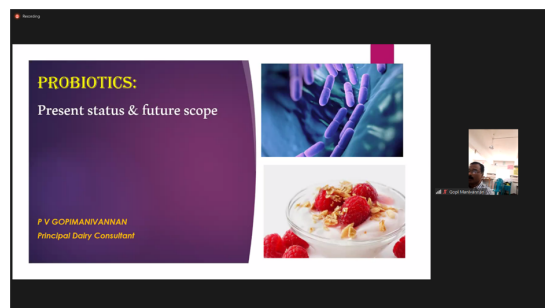 Recording
PROBIOTICS:
Present status & future scope
P V GOPIMANIVANNAN
Principal Dairy Consultant
Gopi Manivannan